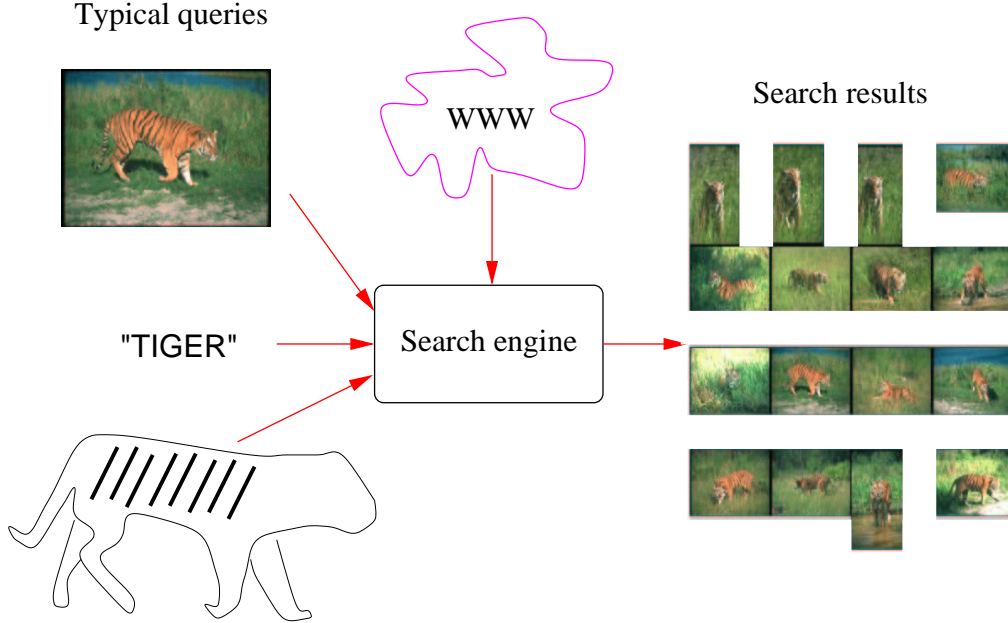 Typical queries
WWW
Search results
"TIGER"
Search engine